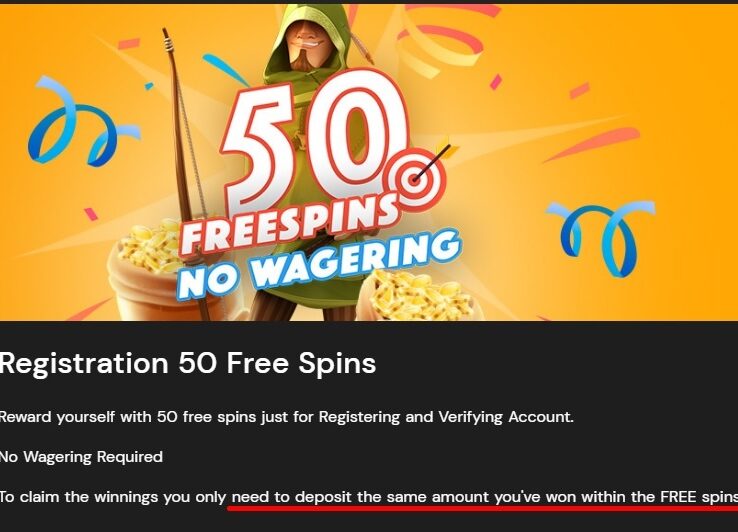 50
FREESPINS
NO WAGERING
Registration 50 Free Spins
Reward yourself with 50 free spins just for Registering and Verifying Account.
No Wagering Required
To claim the winnings you only need to deposit the same amount you've won within the FREE spins